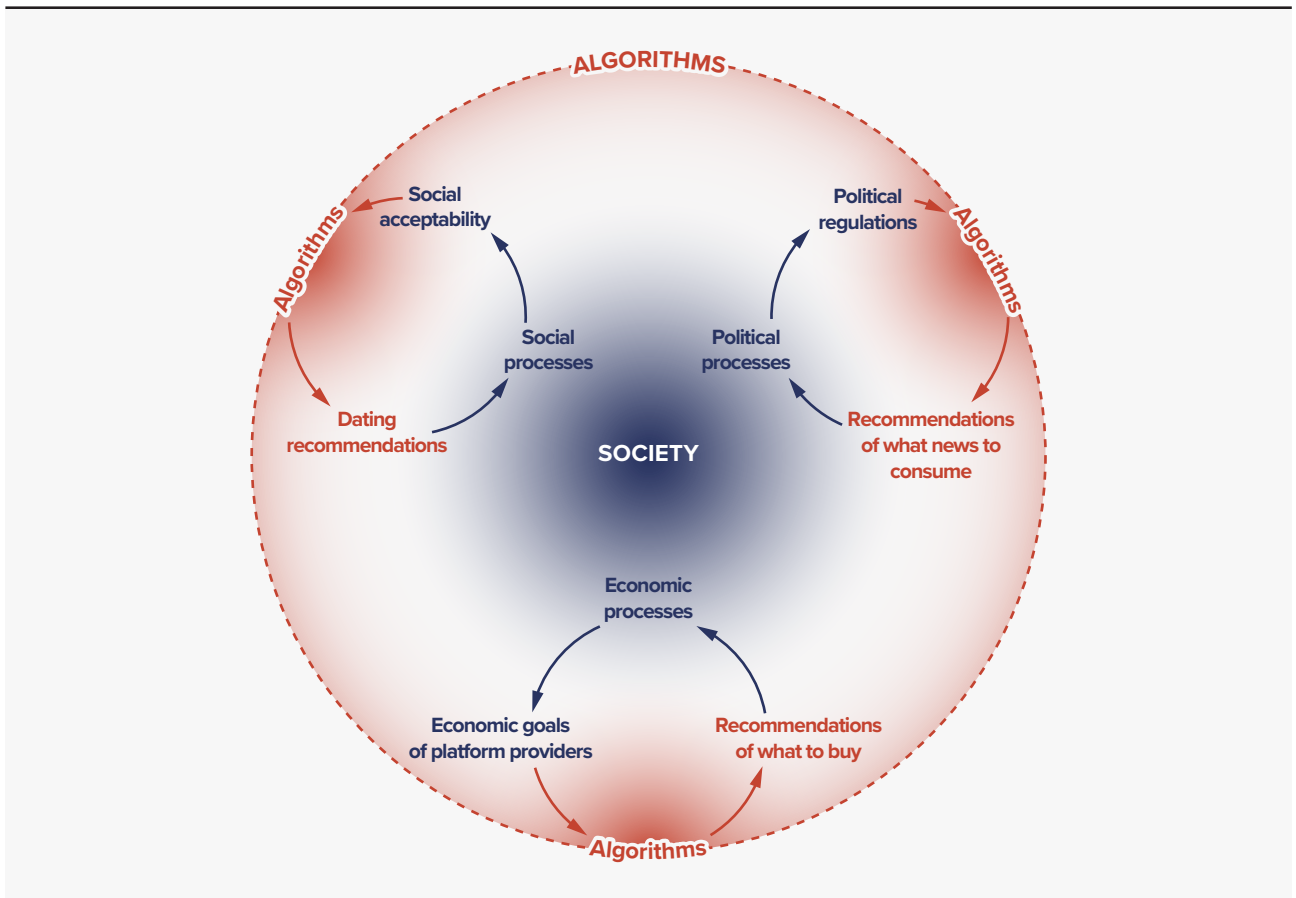 ALGORITHMS
Social
acceptability
Algorithms
Social
processes
Dating
recommendations
Political
regulations
Algorithms
Political
processes
Recommendations
of what news to
consume
SOCIETY
Economic
processes
Economic goals
of platform providers
Recommendations
of what to buy
Algorithms